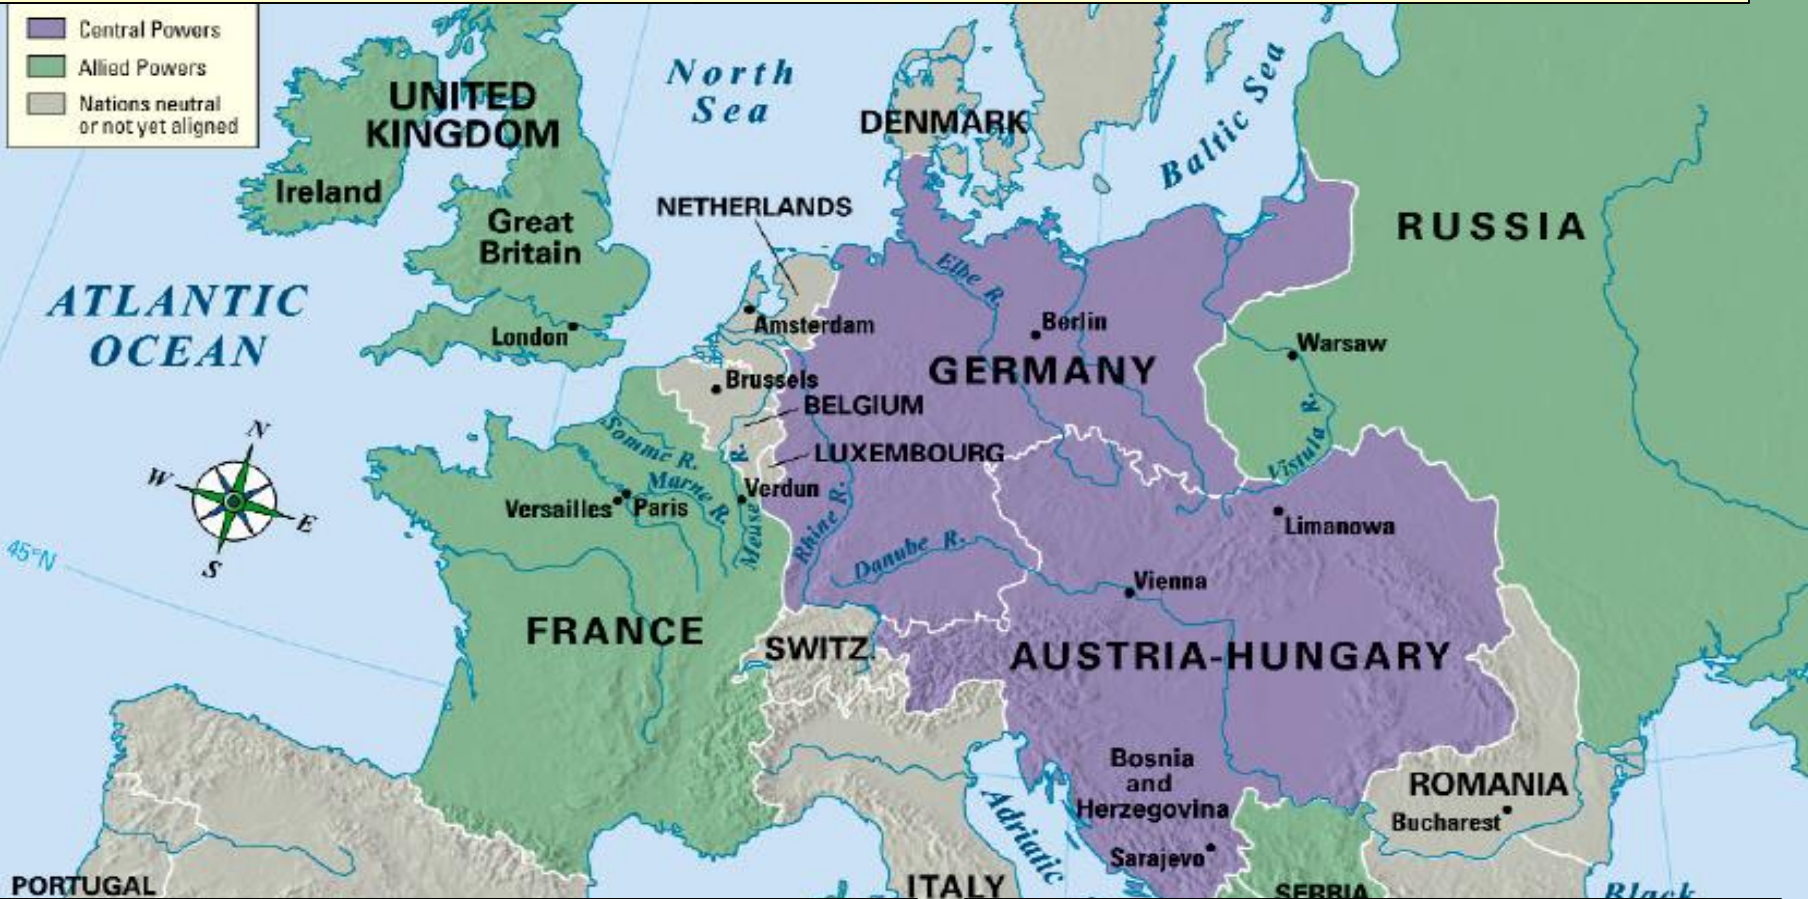 Central Powers
Allied Powers
Nations neutral
or not yet aligned
North
Sea
UNITED
KINGDOM
DENMARK
Baltic Sea
Ireland
NETHERLANDS
Great
Britain
RUSSIA
ATLANTIC
OCEAN
Elbe R.
London
Amsterdam
Berlin
Warsaw
GERMANY
Brussels
BELGIUM
Somme R.
LUXEMBOURG
Vistula R.
N
W
E
S
Marne R.
Verdun
Versailles
Paris
Meuse R.
Rhine R.
Limanowa
45°N
Danube R.
Vienna
FRANCE
SWITZ.
AUSTRIA-HUNGARY
Bosnia
and
Herzegovina
ROMANIA
Bucharest
Adriatic
Sarajevo
PORTUGAL
ITALY
SERBIA
Black